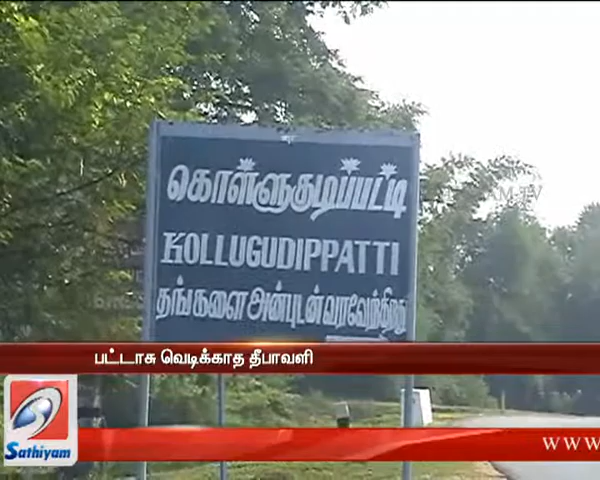 கொள்ளுகுடிப்பட்டி
KOLLUGUDIPPATTI
தங்களை அன்புடன் வரவேற்கிறது
பட்டாசு வெடிக்காத தீபாவளி
Sathiyam
www